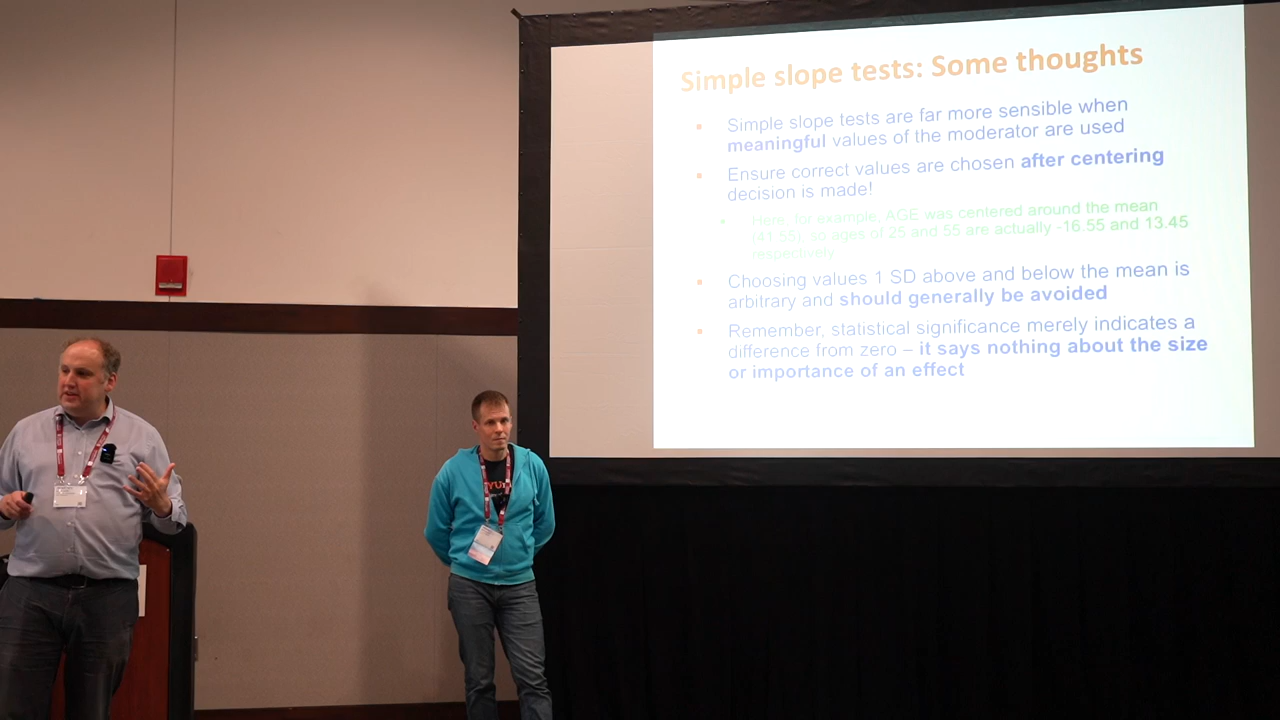 Simple slope tests: Some thoughts
Simple slope tests are far more sensible when
meaningful values of the moderator are used
Ensure correct values are chosen after centering
decision is made!
Here, for example, AGE was centered around the mean
(41.55), so ages of 25 and 55 are actually -16.55 and 13.45
respectively
Choosing values 1 SD above and below the mean is
arbitrary and should generally be avoided
Remember, statistical significance merely indicates a
difference from zero – it says nothing about the size
or importance of an effect